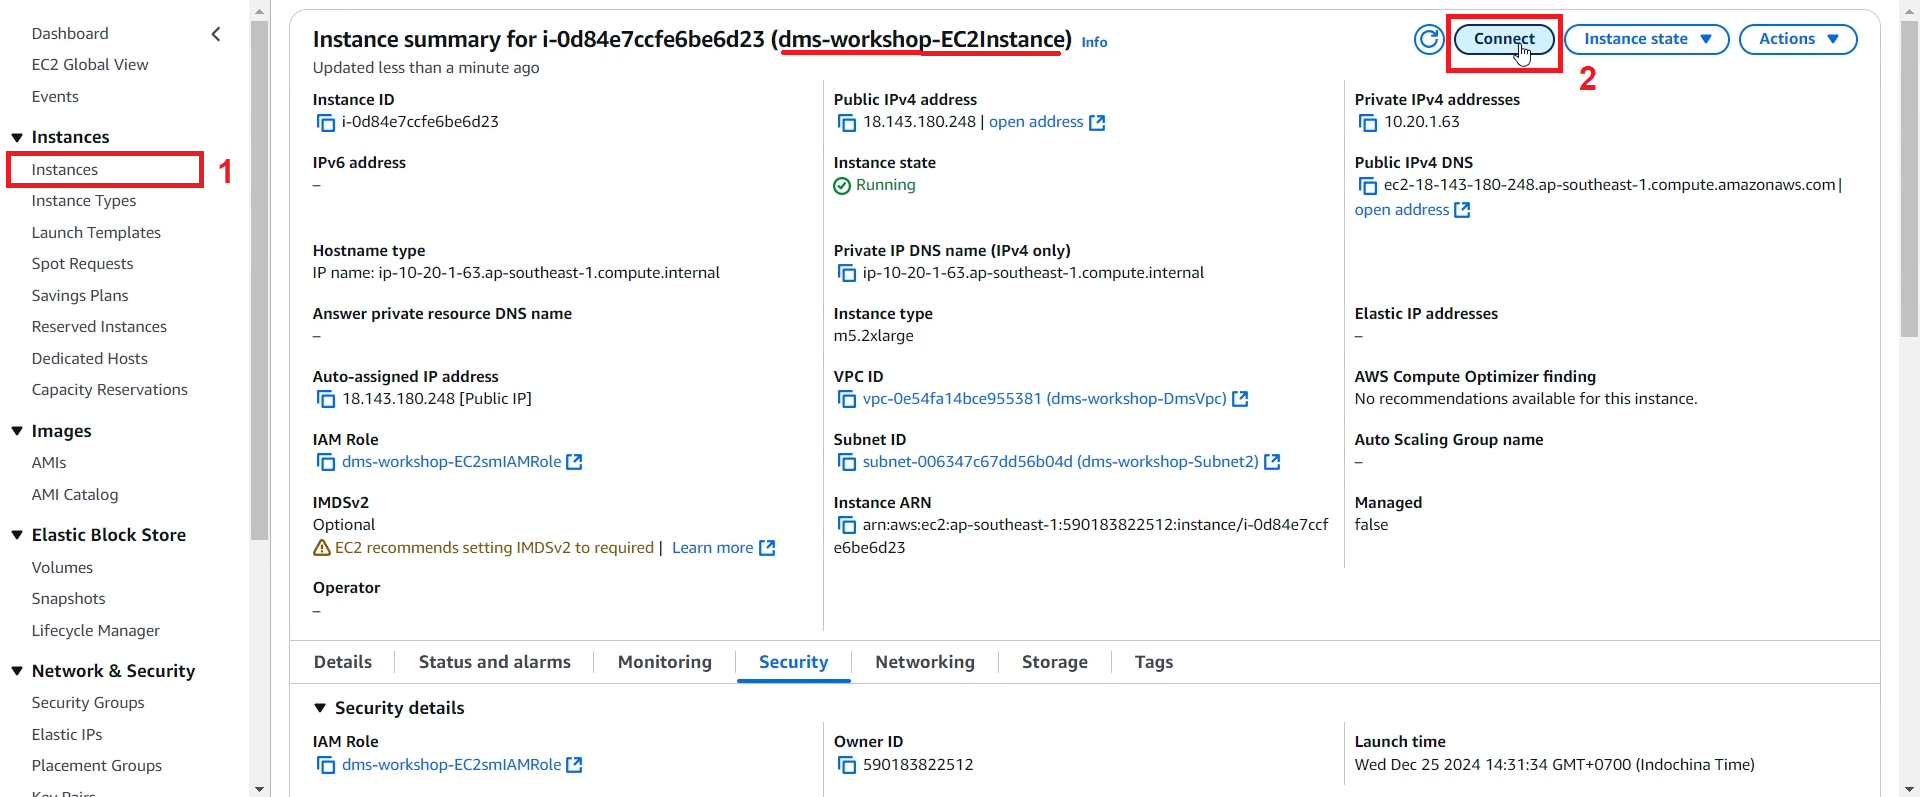 Dashboard
EC2 Global View
Events
Instances
Instances
1
Instance Types
Launch Templates
Spot Requests
Savings Plans
Reserved Instances
Dedicated Hosts
Capacity Reservations
Images
AMIs
AMI Catalog
Elastic Block Store
Volumes
Snapshots
Lifecycle Manager
Network & Security
Security Groups
Elastic IPs
Placement Groups
Key Pairs
Instance summary for i-0d84e7ccfe6be6d23 (dms-workshop-EC2Instance) Info
Updated less than a minute ago
Connect
2
Instance state
Actions
Instance ID
i-0d84e7ccfe6be6d23
Public IPv4 address
18.143.180.248 | open address
Private IPv4 addresses
10.20.1.63
IPv6 address
–
Instance state
Running
Public IPv4 DNS
ec2-18-143-180-248.ap-southeast-1.compute.amazonaws.com |
open address
Hostname type
IP name: ip-10-20-1-63.ap-southeast-1.compute.internal
Private IP DNS name (IPv4 only)
ip-10-20-1-63.ap-southeast-1.compute.internal
Answer private resource DNS name
–
Instance type
m5.2xlarge
Elastic IP addresses
–
Auto-assigned IP address
18.143.180.248 [Public IP]
VPC ID
vpc-0e54fa14bce955381 (dms-workshop-DmsVpc)
AWS Compute Optimizer finding
No recommendations available for this instance.
IAM Role
dms-workshop-EC2smIAMRole
Subnet ID
subnet-006347c67dd56b04d (dms-workshop-Subnet2)
Auto Scaling Group name
–
IMDSv2
Optional
EC2 recommends setting IMDSv2 to required | Learn more
Instance ARN
arn:aws:ec2:ap-southeast-1:590183822512:instance/i-0d84e7ccf
e6be6d23
Managed
false
Operator
–
Details
Status and alarms
Monitoring
Security
Networking
Storage
Tags
Security details
IAM Role
dms-workshop-EC2smIAMRole
Owner ID
590183822512
Launch time
Wed Dec 25 2024 14:31:34 GMT+0700 (Indochina Time)